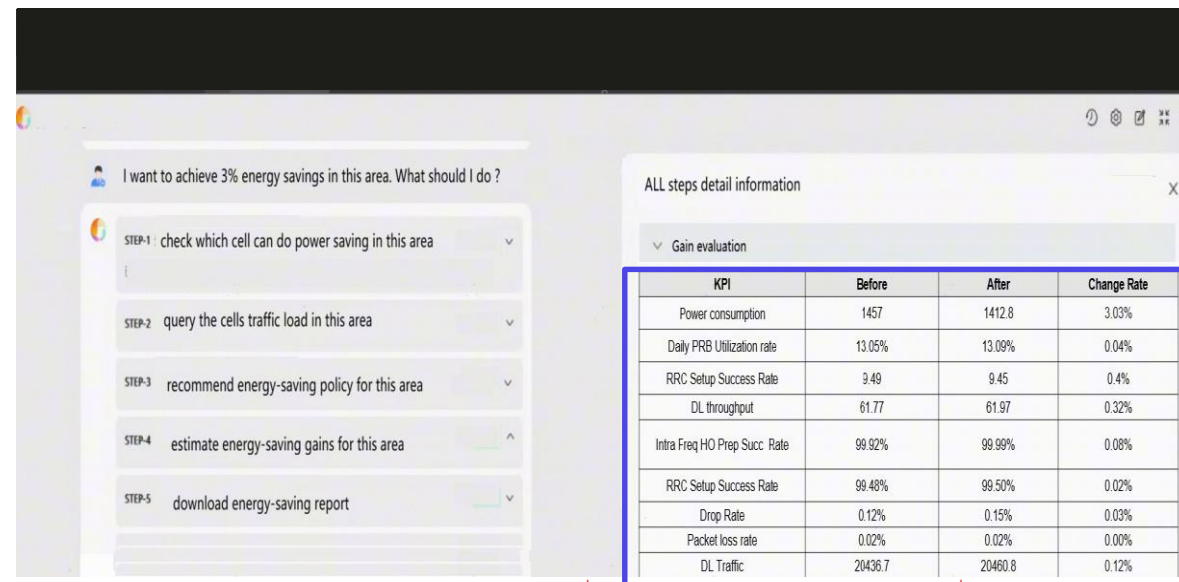 I want to achieve 3% energy savings in this area. What should I do ?
STEP-1 : check which cell can do power saving in this area
STEP-2 query the cells traffic load in this area
STEP-3 recommend energy-saving policy for this area
STEP-4 estimate energy-saving gains for this area
STEP-5 download energy-saving report
ALL steps detail information
Gain evaluation
KPI Before After Change Rate
Power consumption 1457 1412.8 3.03%
Daily PRB Utilization rate 13.05% 13.09% 0.04%
RRC Setup Success Rate 9.49 9.45 0.4%
DL throughput 61.77 61.97 0.32%
Intra Freq HO Prep Succ Rate 99.92% 99.99% 0.08%
RRC Setup Success Rate 99.48% 99.50% 0.02%
Drop Rate 0.12% 0.15% 0.03%
Packet loss rate 0.02% 0.02% 0.00%
DL Traffic 20436.7 20460.8 0.12%